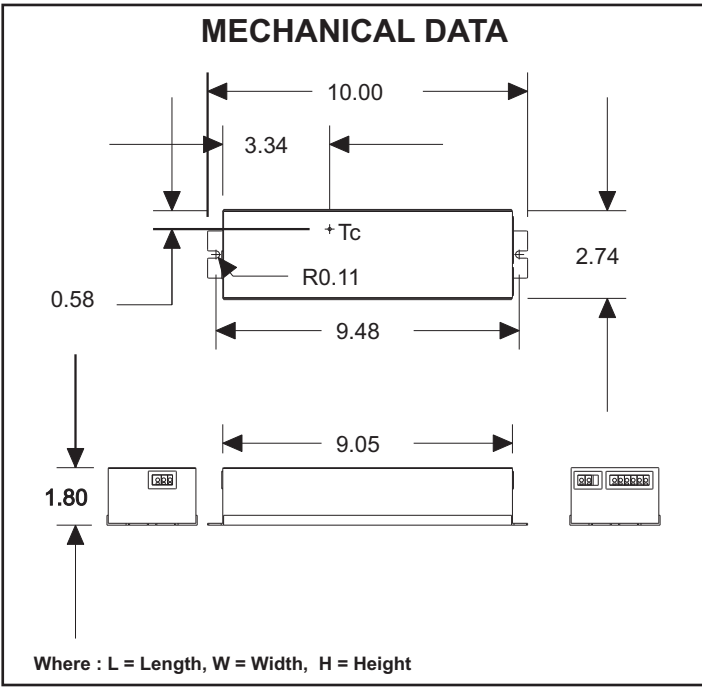 MECHANICAL DATA
10.00
3.34
Tc
2.74
R0.11
0.58
9.48
9.05
1.80
Where : L = Length, W = Width, H = Height